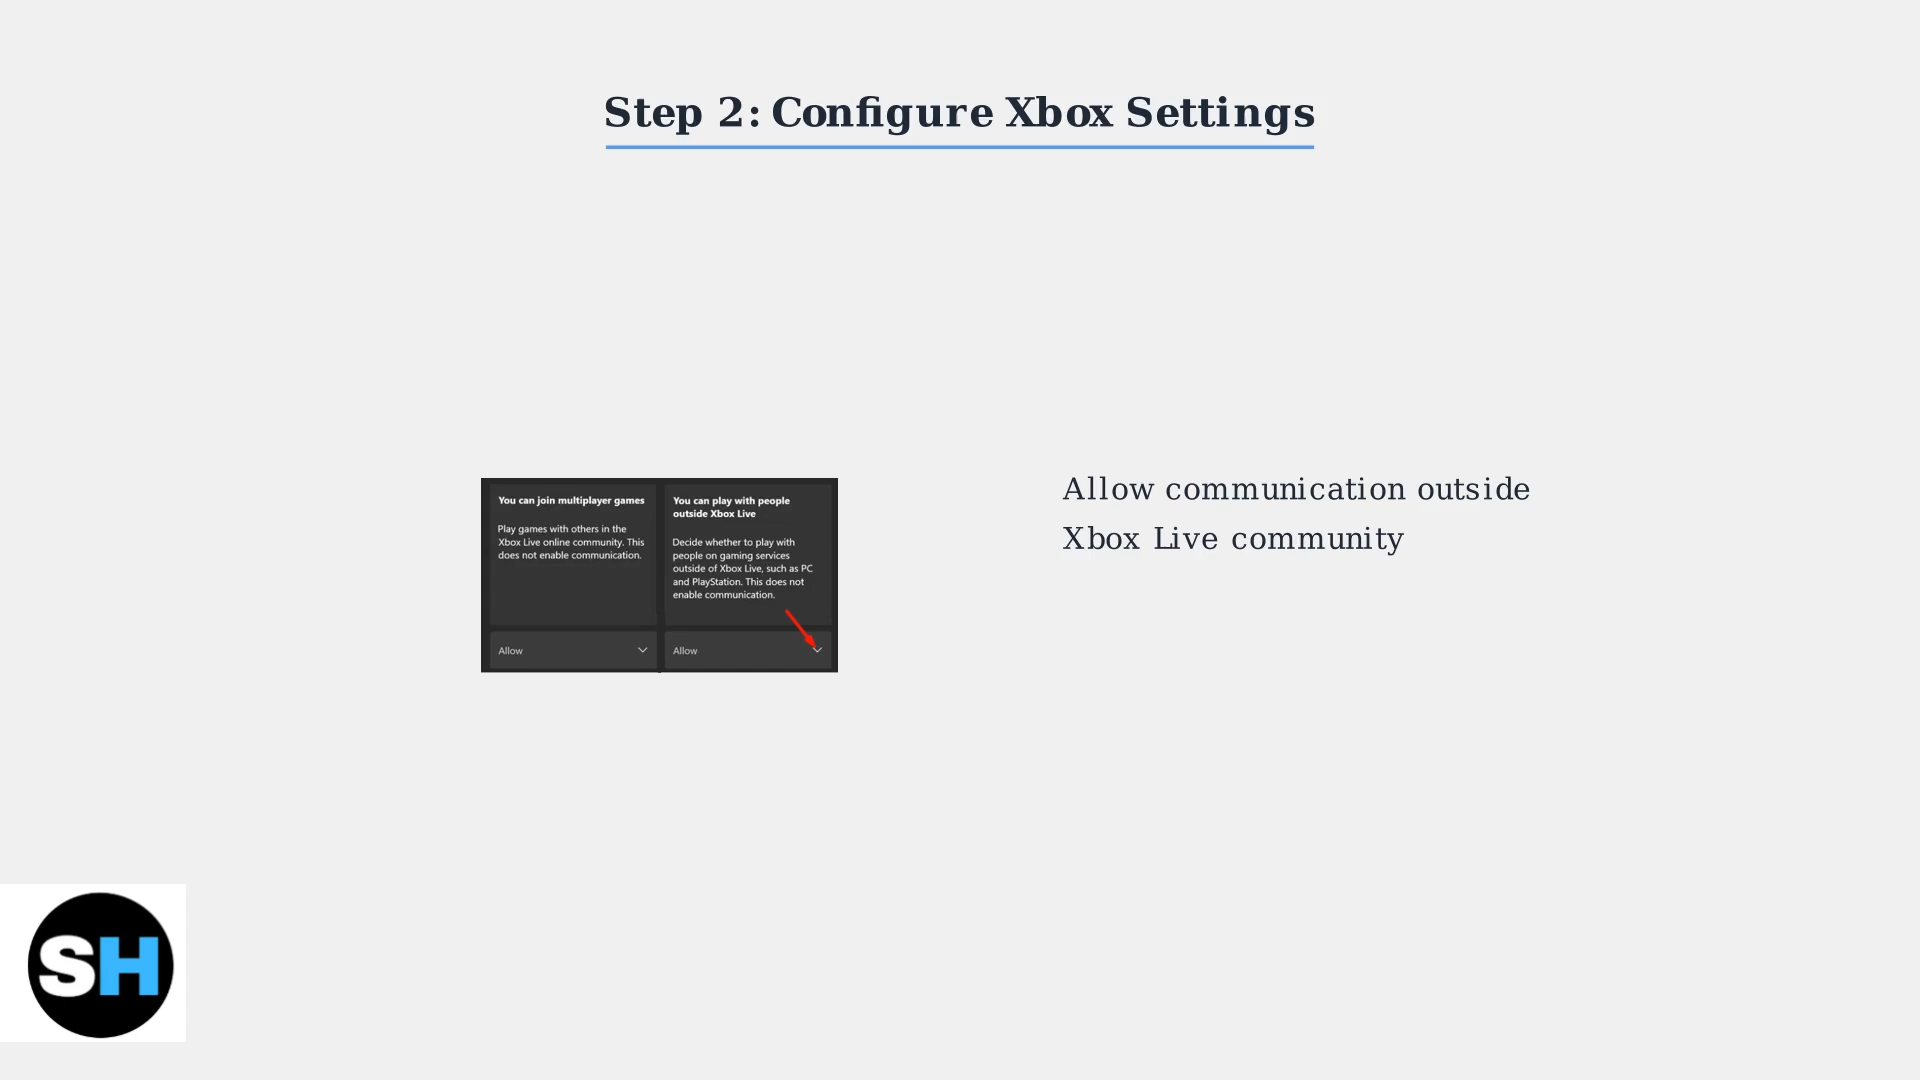 Step 2: Configure Xbox Settings
You can join multiplayer games
Play games with others in the
Xbox Live online community. This
does not enable communication.
Allow
You can play with people
outside Xbox Live
Decide whether to play with
people on gaming services
outside of Xbox Live, such as PC
and PlayStation. This does not
enable communication.
Allow
Allow communication outside
Xbox Live community
SH